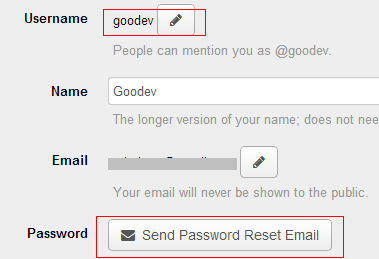 Username
goodev
People can mention you as @goodev.
Name
Goodev
The longer version of your name; does not nee
Email
Your email will never be shown to the public.
Password
Send Password Reset Email